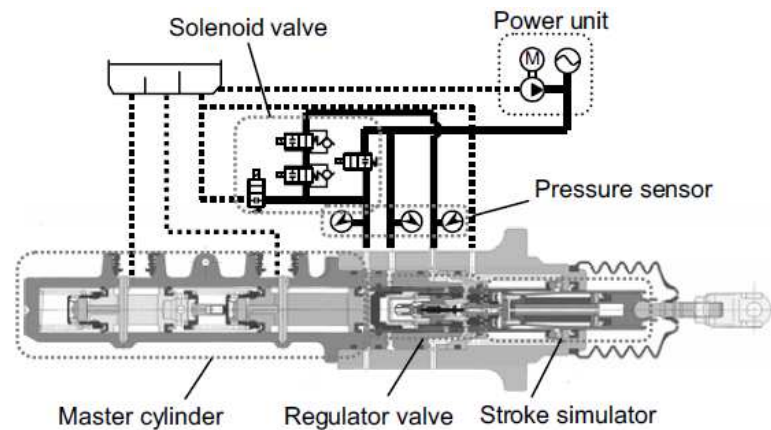 Power unit
Solenoid valve
M
Pressure sensor
Master cylinder
Regulator valve
Stroke simulator